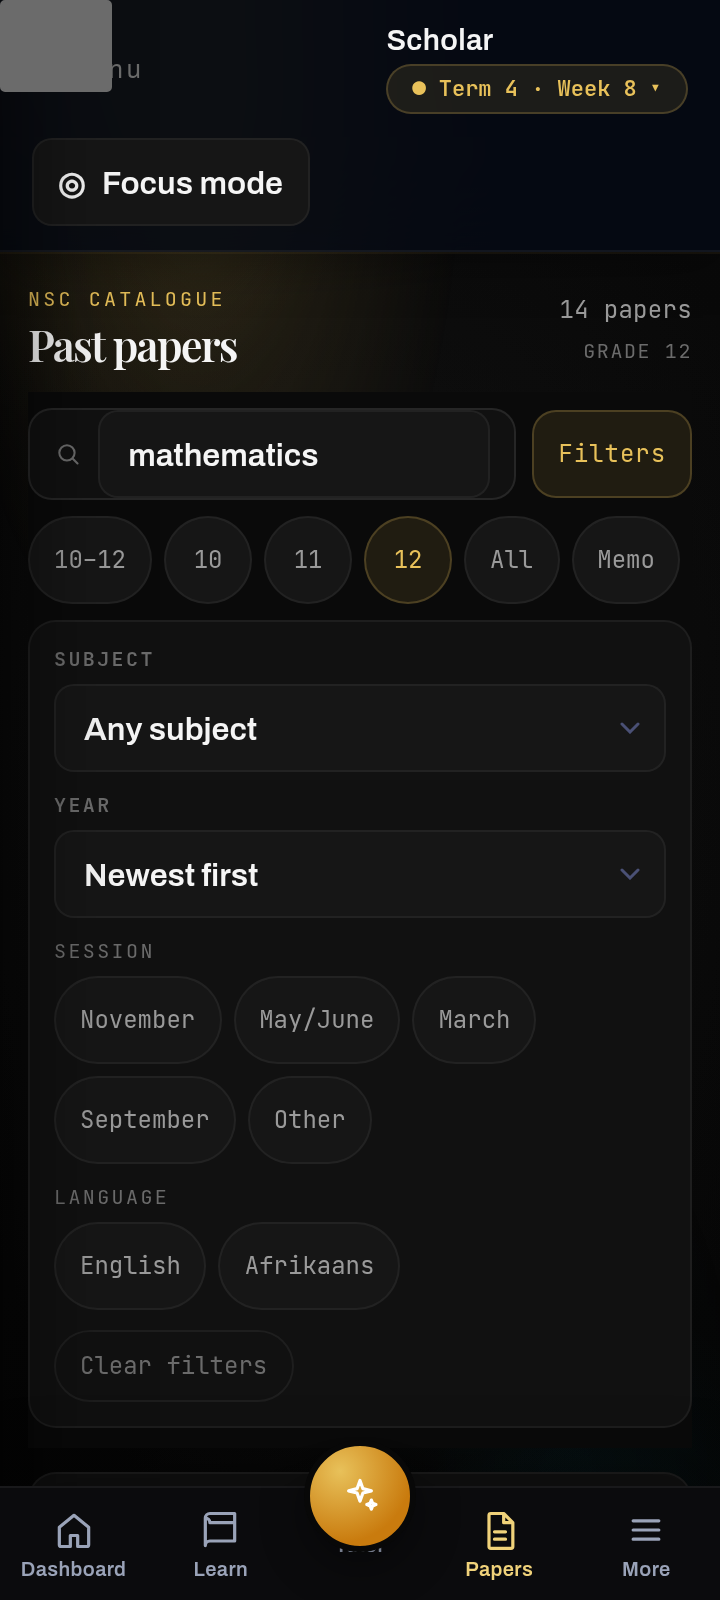 Scholar
Term 4 · Week 8 ▾
Focus mode
NSC CATALOGUE
Past papers
14 papers
GRADE 12
mathematics
Filters
10–12 10 11 12 All Memo
SUBJECT
Any subject
YEAR
Newest first
SESSION
November May/June March
September Other
LANGUAGE
English Afrikaans
Clear filters
Dashboard Learn Papers More